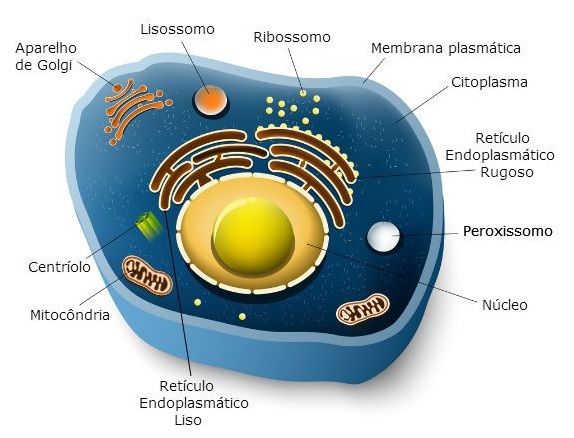 Lisossomo
Ribossomo
Aparelho
de Golgi
Membrana plasmática
Citoplasma
Retículo
Endoplasmático
Rugoso
Peroxissomo
Centríolo
Núcleo
Mitocôndria
Retículo
Endoplasmático
Liso